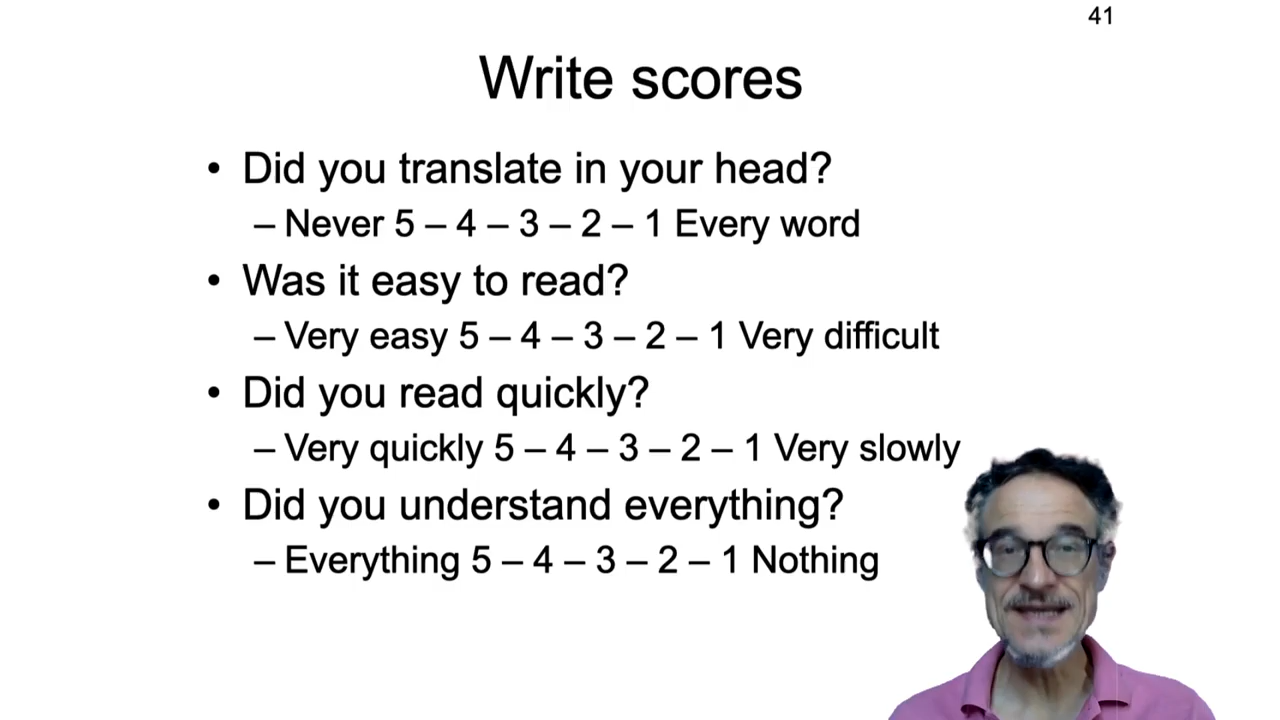 41
Write scores
• Did you translate in your head?
– Never 5 – 4 – 3 – 2 – 1 Every word
• Was it easy to read?
– Very easy 5 – 4 – 3 – 2 – 1 Very difficult
• Did you read quickly?
– Very quickly 5 – 4 – 3 – 2 – 1 Very slowly
• Did you understand everything?
– Everything 5 – 4 – 3 – 2 – 1 Nothing